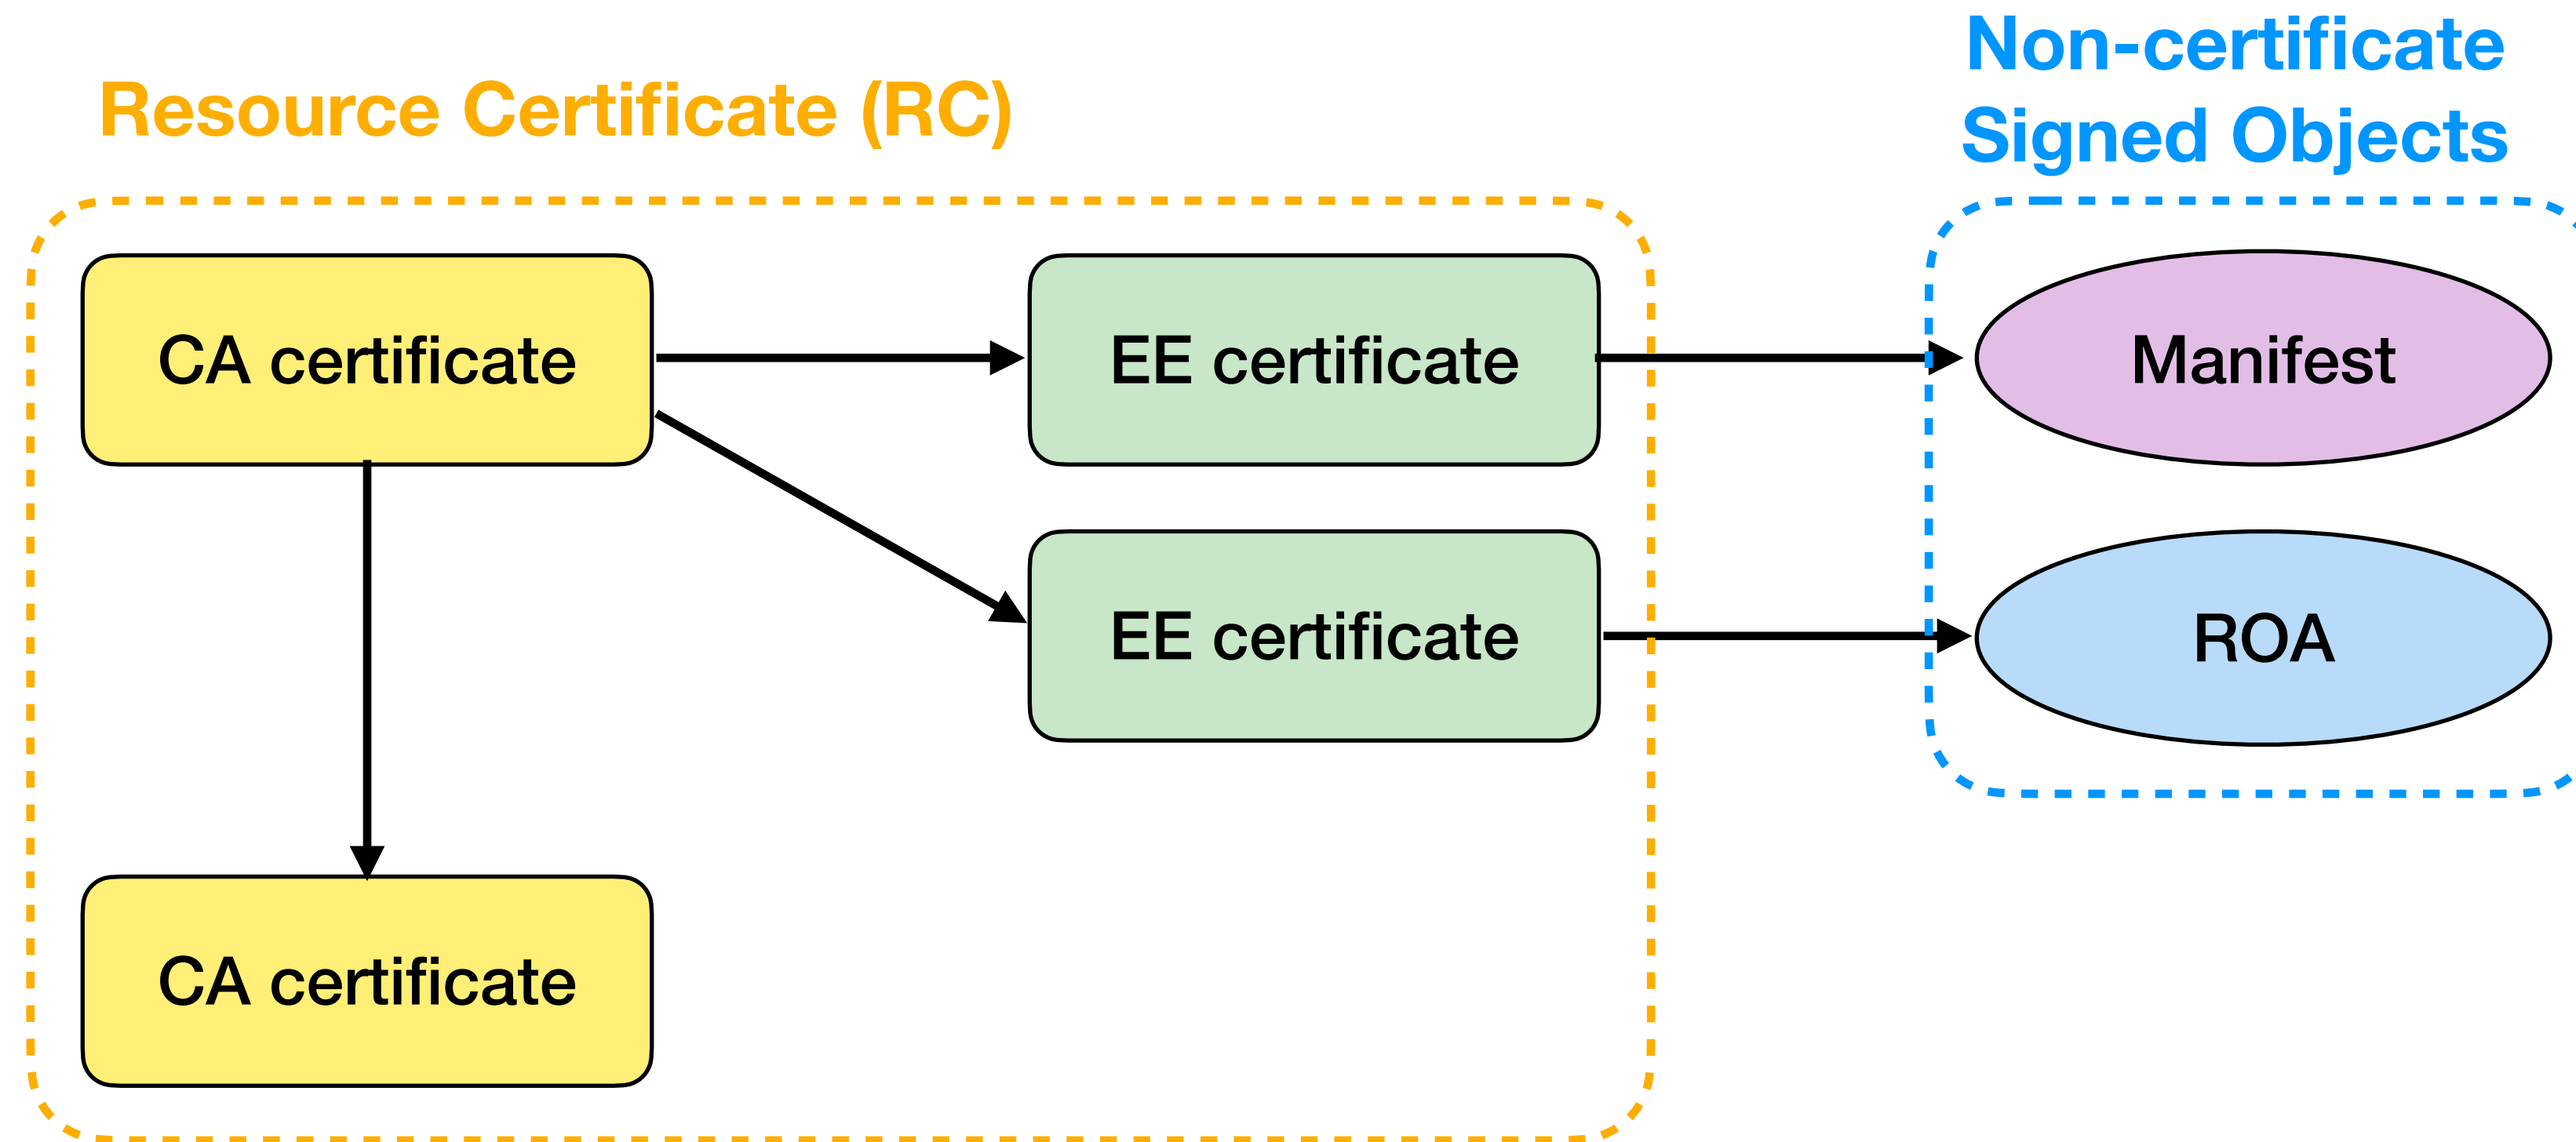 Resource Certificate (RC)
Non-certificate
Signed Objects
CA certificate
EE certificate
Manifest
EE certificate
ROA
CA certificate